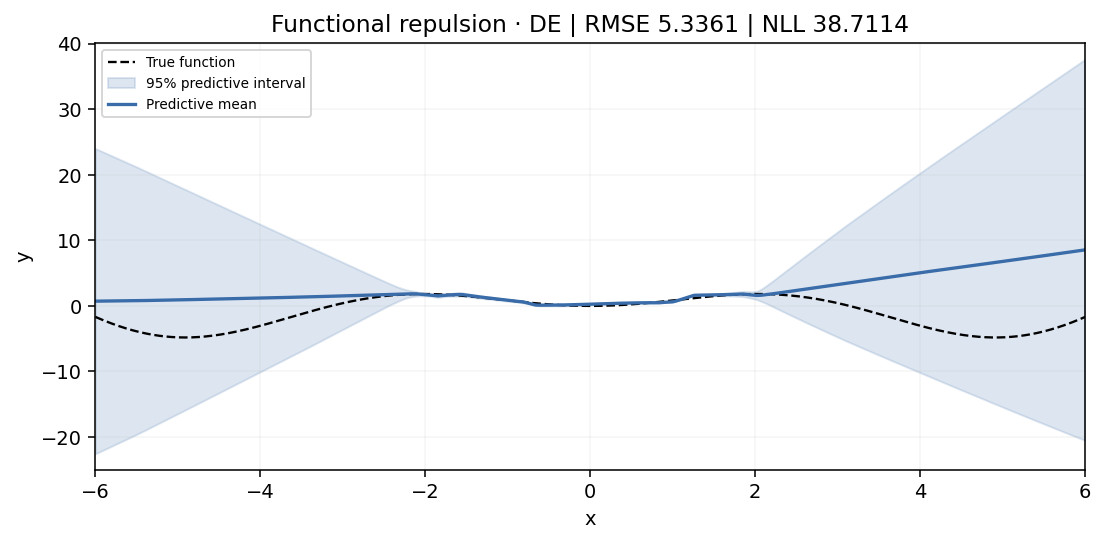 Functional repulsion · DE | RMSE 5.3361 | NLL 38.7114
True function
95% predictive interval
Predictive mean
40
30
20
10
0
−10
−20
y
−6
−4
−2
0
2
4
6
x